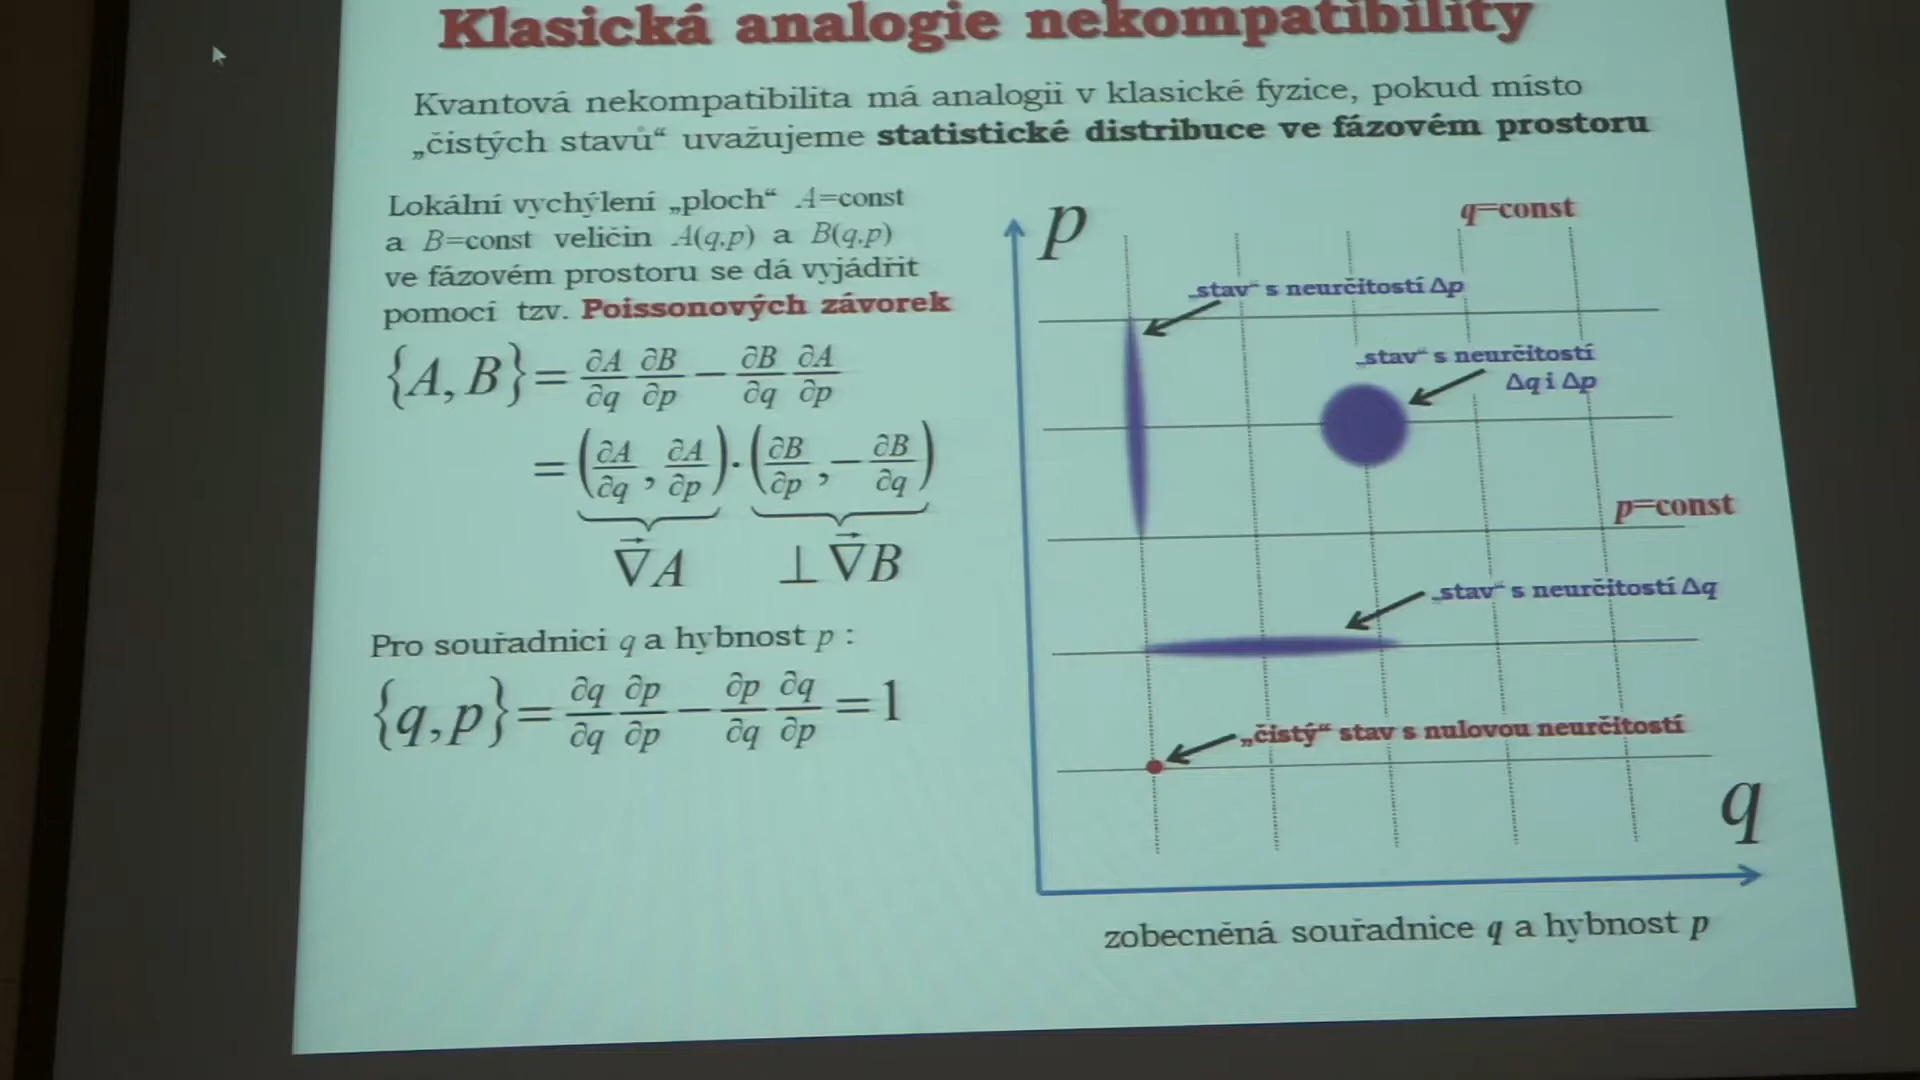 Klasická analogie nekompatibility
Kvantová nekompatibilita má analogii v klasické fyzice, pokud místo
„čistých stavů“ uvažujeme statistické distribuce ve fázovém prostoru
Lokální vychýlení „ploch“ A=const
a B=const veličin A(q,p) a B(q,p)
ve fázovém prostoru se dá vyjádřit
pomocí tzv. Poissonových závorek
{A,B} = ∂A/∂q ∂B/∂p − ∂B/∂q ∂A/∂p
= (∂A/∂q, ∂A/∂p) · (∂B/∂p, −∂B/∂q)
∇⃗A ⊥∇⃗B
Pro souřadnici q a hybnost p :
{q,p} = ∂q/∂q ∂p/∂p − ∂p/∂q ∂q/∂p = 1
p
q=const
„stav“ s neurčitostí Δp
„stav“ s neurčitostí
Δq i Δp
p=const
„stav“ s neurčitostí Δq
„čistý“ stav s nulovou neurčitostí
q
zobecněná souřadnice q a hybnost p